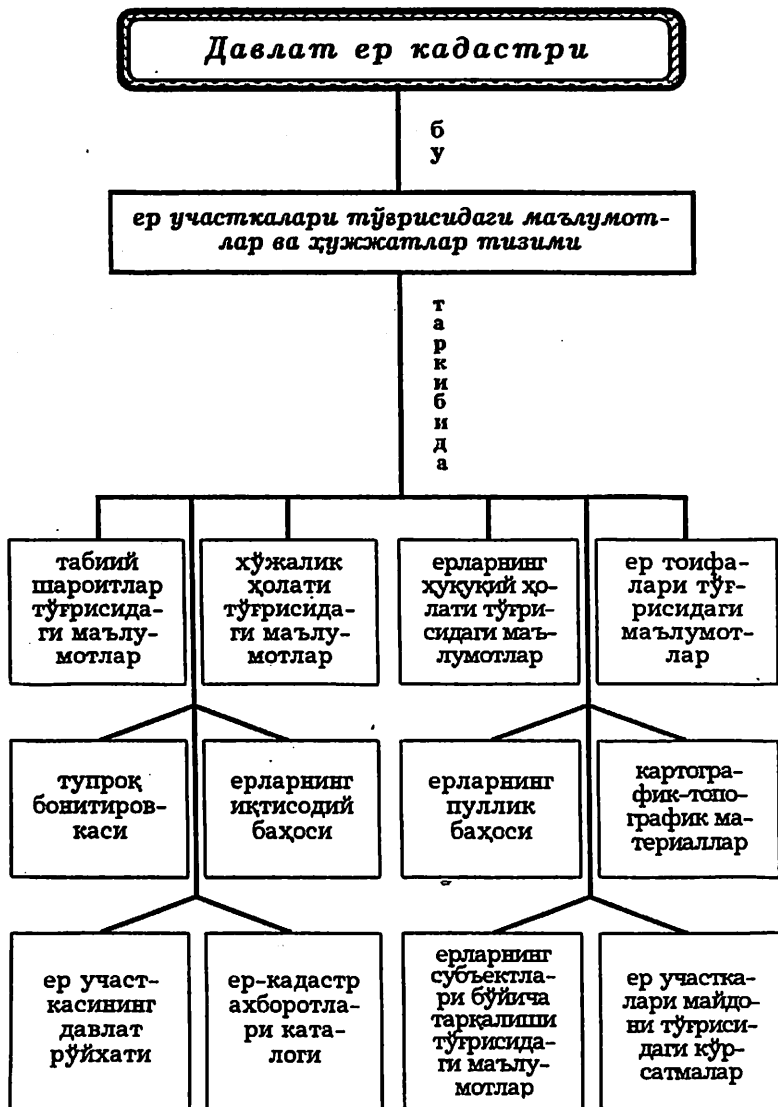 Давлат ер кадастри
бу
ер участкалари тўғрисидаги маълумот-
лар ва ҳужжатлар тизими
таркибида
табиий
шароитлар
тўғрисида-
ги маълу-
мотлар
хўжалик
ҳолати
тўғрисида-
ги маълу-
мотлар
ерларнинг
ҳуқуқий ҳо-
лати тўғри-
сидаги маъ-
лумотлар
ер тоифа-
лари тўғ-
рисидаги
маълумот-
лар
тупроқ
бонитиров-
каси
ерларнинг
иқтисодий
баҳоси
ерларнинг
пуллик
баҳоси
картогра-
фик-топо-
график ма-
териаллар
ер участ-
касининг
давлат
рўйхати
ер-кадастр
ахборотла-
ри ката-
логи
ерларнинг
субъектла-
ри бўйича
тарқалиши
тўғрисида-
ги маълу-
мотлар
ер участка-
лари майдо-
ни тўғриси-
даги кўр-
сатмалар